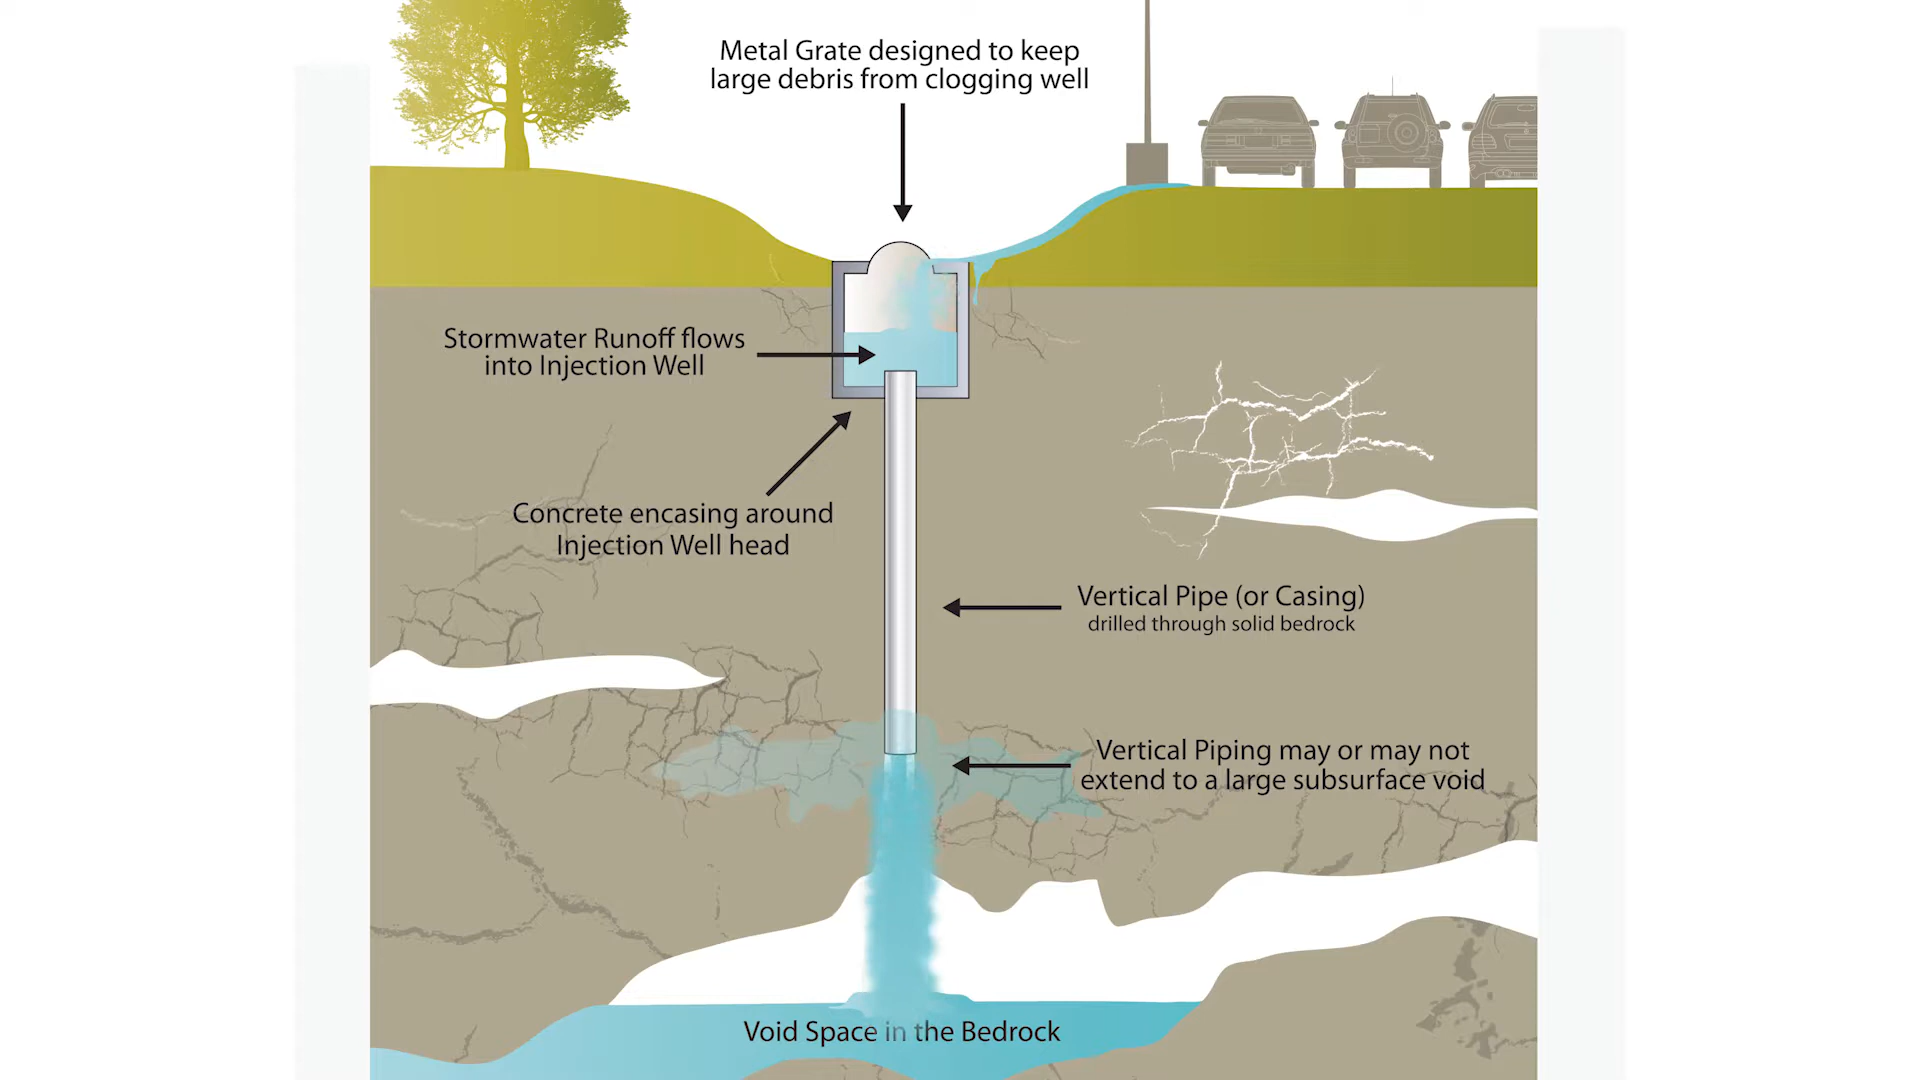 Metal Grate designed to keep
large debris from clogging well
Stormwater Runoff flows
into Injection Well
Concrete encasing around
Injection Well head
Vertical Pipe (or Casing)
drilled through solid bedrock
Vertical Piping may or may not
extend to a large subsurface void
Void Space in the Bedrock